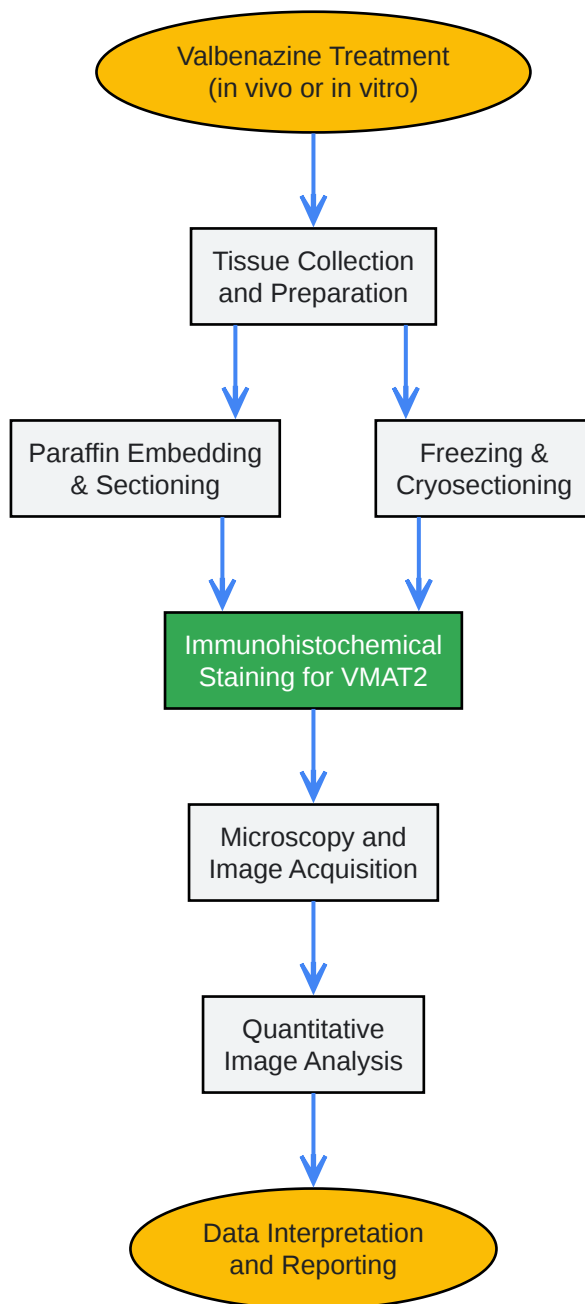 Valbenazine Treatment
(in vivo or in vitro)
Tissue Collection
and Preparation
Paraffin Embedding
& Sectioning
Freezing &
Cryosectioning
Immunohistochemical
Staining for VMAT2
Microscopy and
Image Acquisition
Quantitative
Image Analysis
Data Interpretation
and Reporting